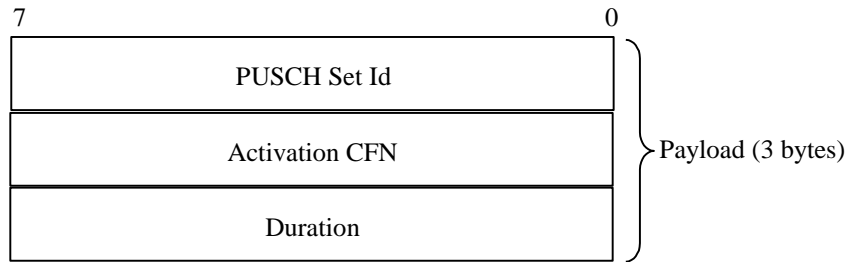 7 0
PUSCH Set Id
Activation CFN
Payload (3 bytes)
Duration